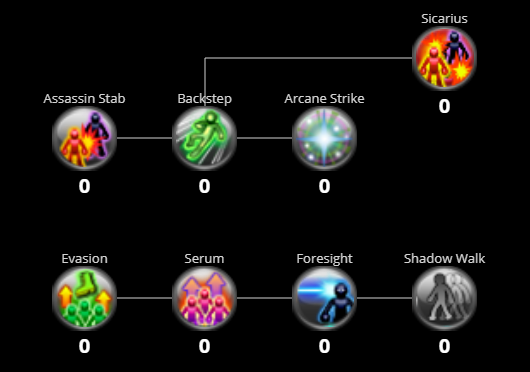 Sicarius
0
Assassin Stab
Backstep
Arcane Strike
0
0
0
Evasion
Serum
Foresight
Shadow Walk
0
0
0
0